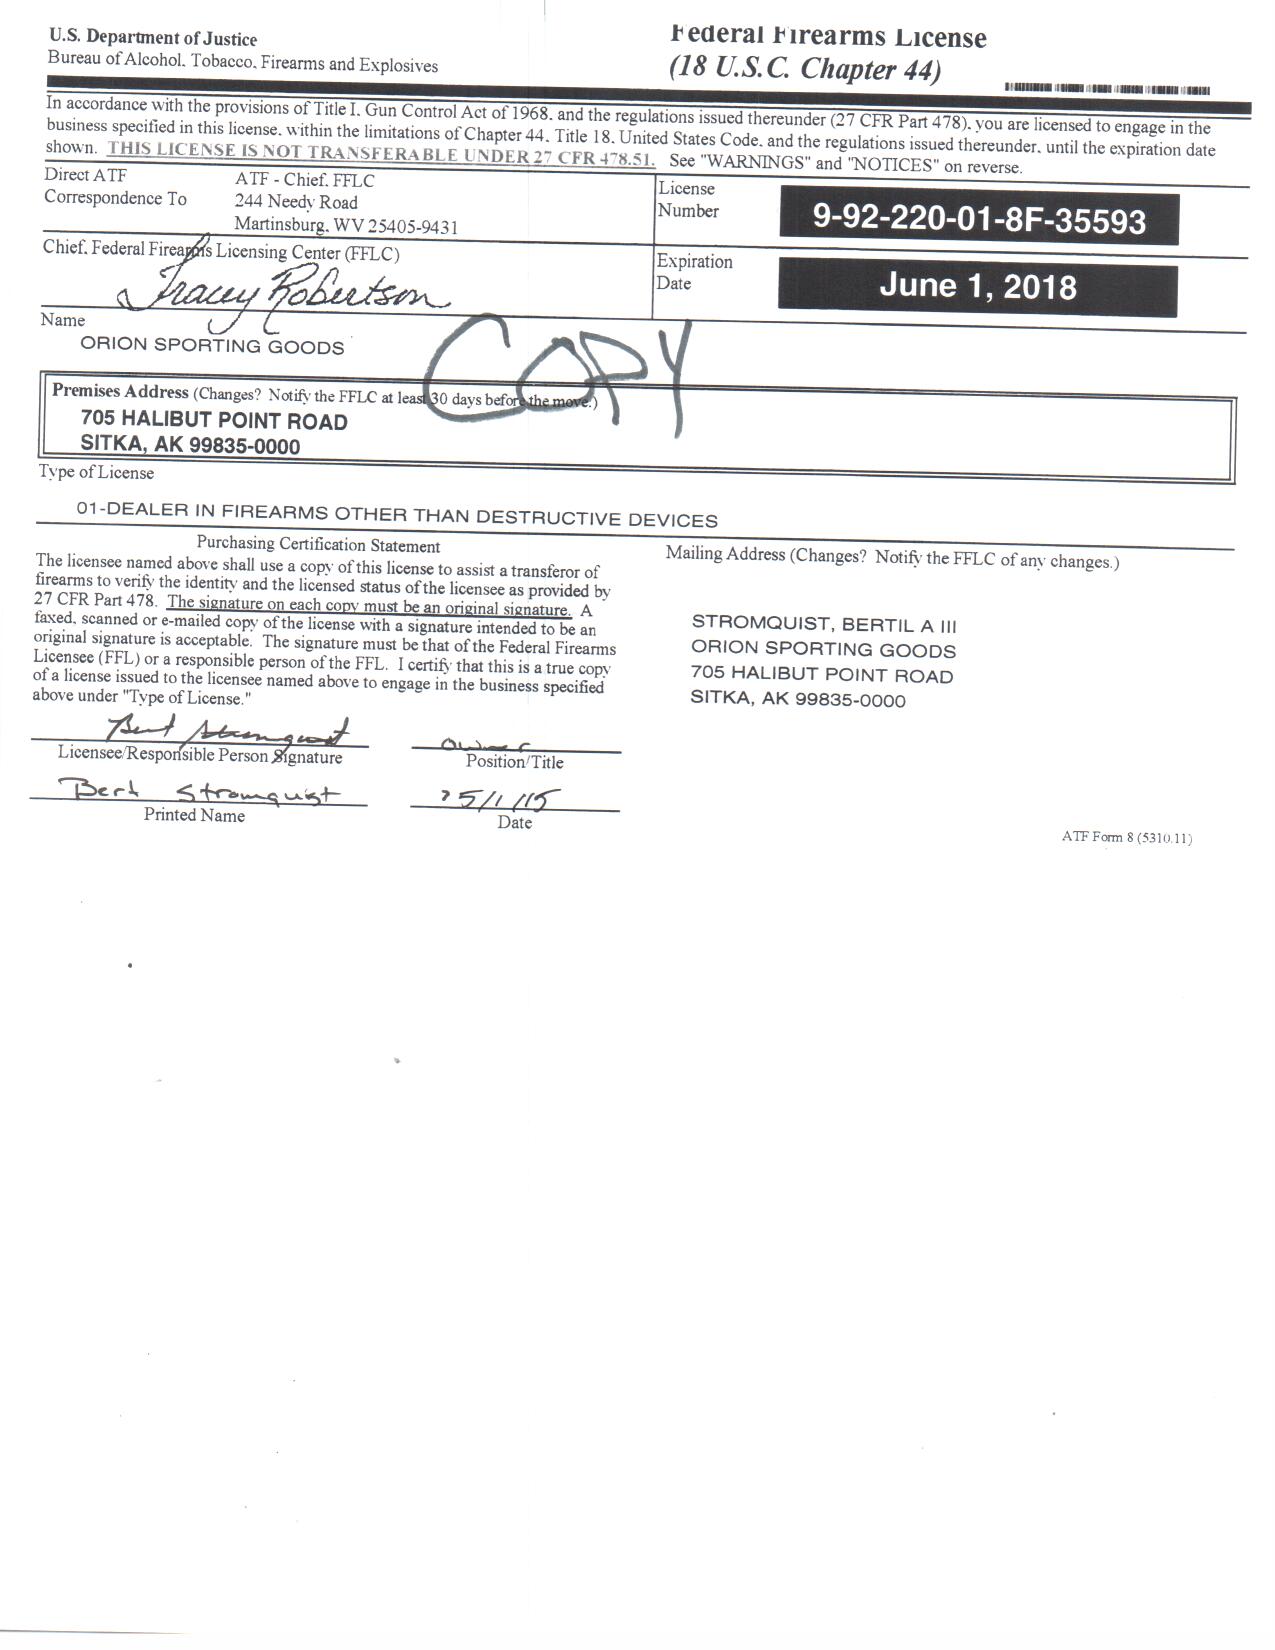 U.S. Department of Justice
Bureau of Alcohol, Tobacco, Firearms and Explosives
Federal Firearms License
(18 U.S.C. Chapter 44)
In accordance with the provisions of Title I, Gun Control Act of 1968, and the regulations issued thereunder (27 CFR Part 478), you are licensed to engage in the
business specified in this license, within the limitations of Chapter 44, Title 18, United States Code, and the regulations issued thereunder, until the expiration date
shown. THIS LICENSE IS NOT TRANSFERABLE UNDER 27 CFR 478.51. See "WARNINGS" and "NOTICES" on reverse.
Direct ATF
Correspondence To
ATF - Chief, FFLC
244 Needy Road
Martinsburg, WV 25405-9431
License
Number
9-92-220-01-8F-35593
Chief, Federal Firearms Licensing Center (FFLC)
Tracey Robertson
Expiration
Date
June 1, 2018
Name
ORION SPORTING GOODS
COPY
Premises Address (Changes? Notify the FFLC at least 30 days before the move.)
705 HALIBUT POINT ROAD
SITKA, AK 99835-0000
Type of License
01-DEALER IN FIREARMS OTHER THAN DESTRUCTIVE DEVICES
Purchasing Certification Statement
The licensee named above shall use a copy of this license to assist a transferor of
firearms to verify the identity and the licensed status of the licensee as provided by
27 CFR Part 478. The signature on each copy must be an original signature. A
faxed, scanned or e-mailed copy of the license with a signature intended to be an
original signature is acceptable. The signature must be that of the Federal Firearms
Licensee (FFL) or a responsible person of the FFL. I certify that this is a true copy
of a license issued to the licensee named above to engage in the business specified
above under "Type of License."
Bert Stromquist
Licensee/Responsible Person Signature
Owner
Position/Title
Bert Stromquist
Printed Name
5/1/15
Date
Mailing Address (Changes? Notify the FFLC of any changes.)
STROMQUIST, BERTIL A III
ORION SPORTING GOODS
705 HALIBUT POINT ROAD
SITKA, AK 99835-0000
ATF Form 8 (5310.11)